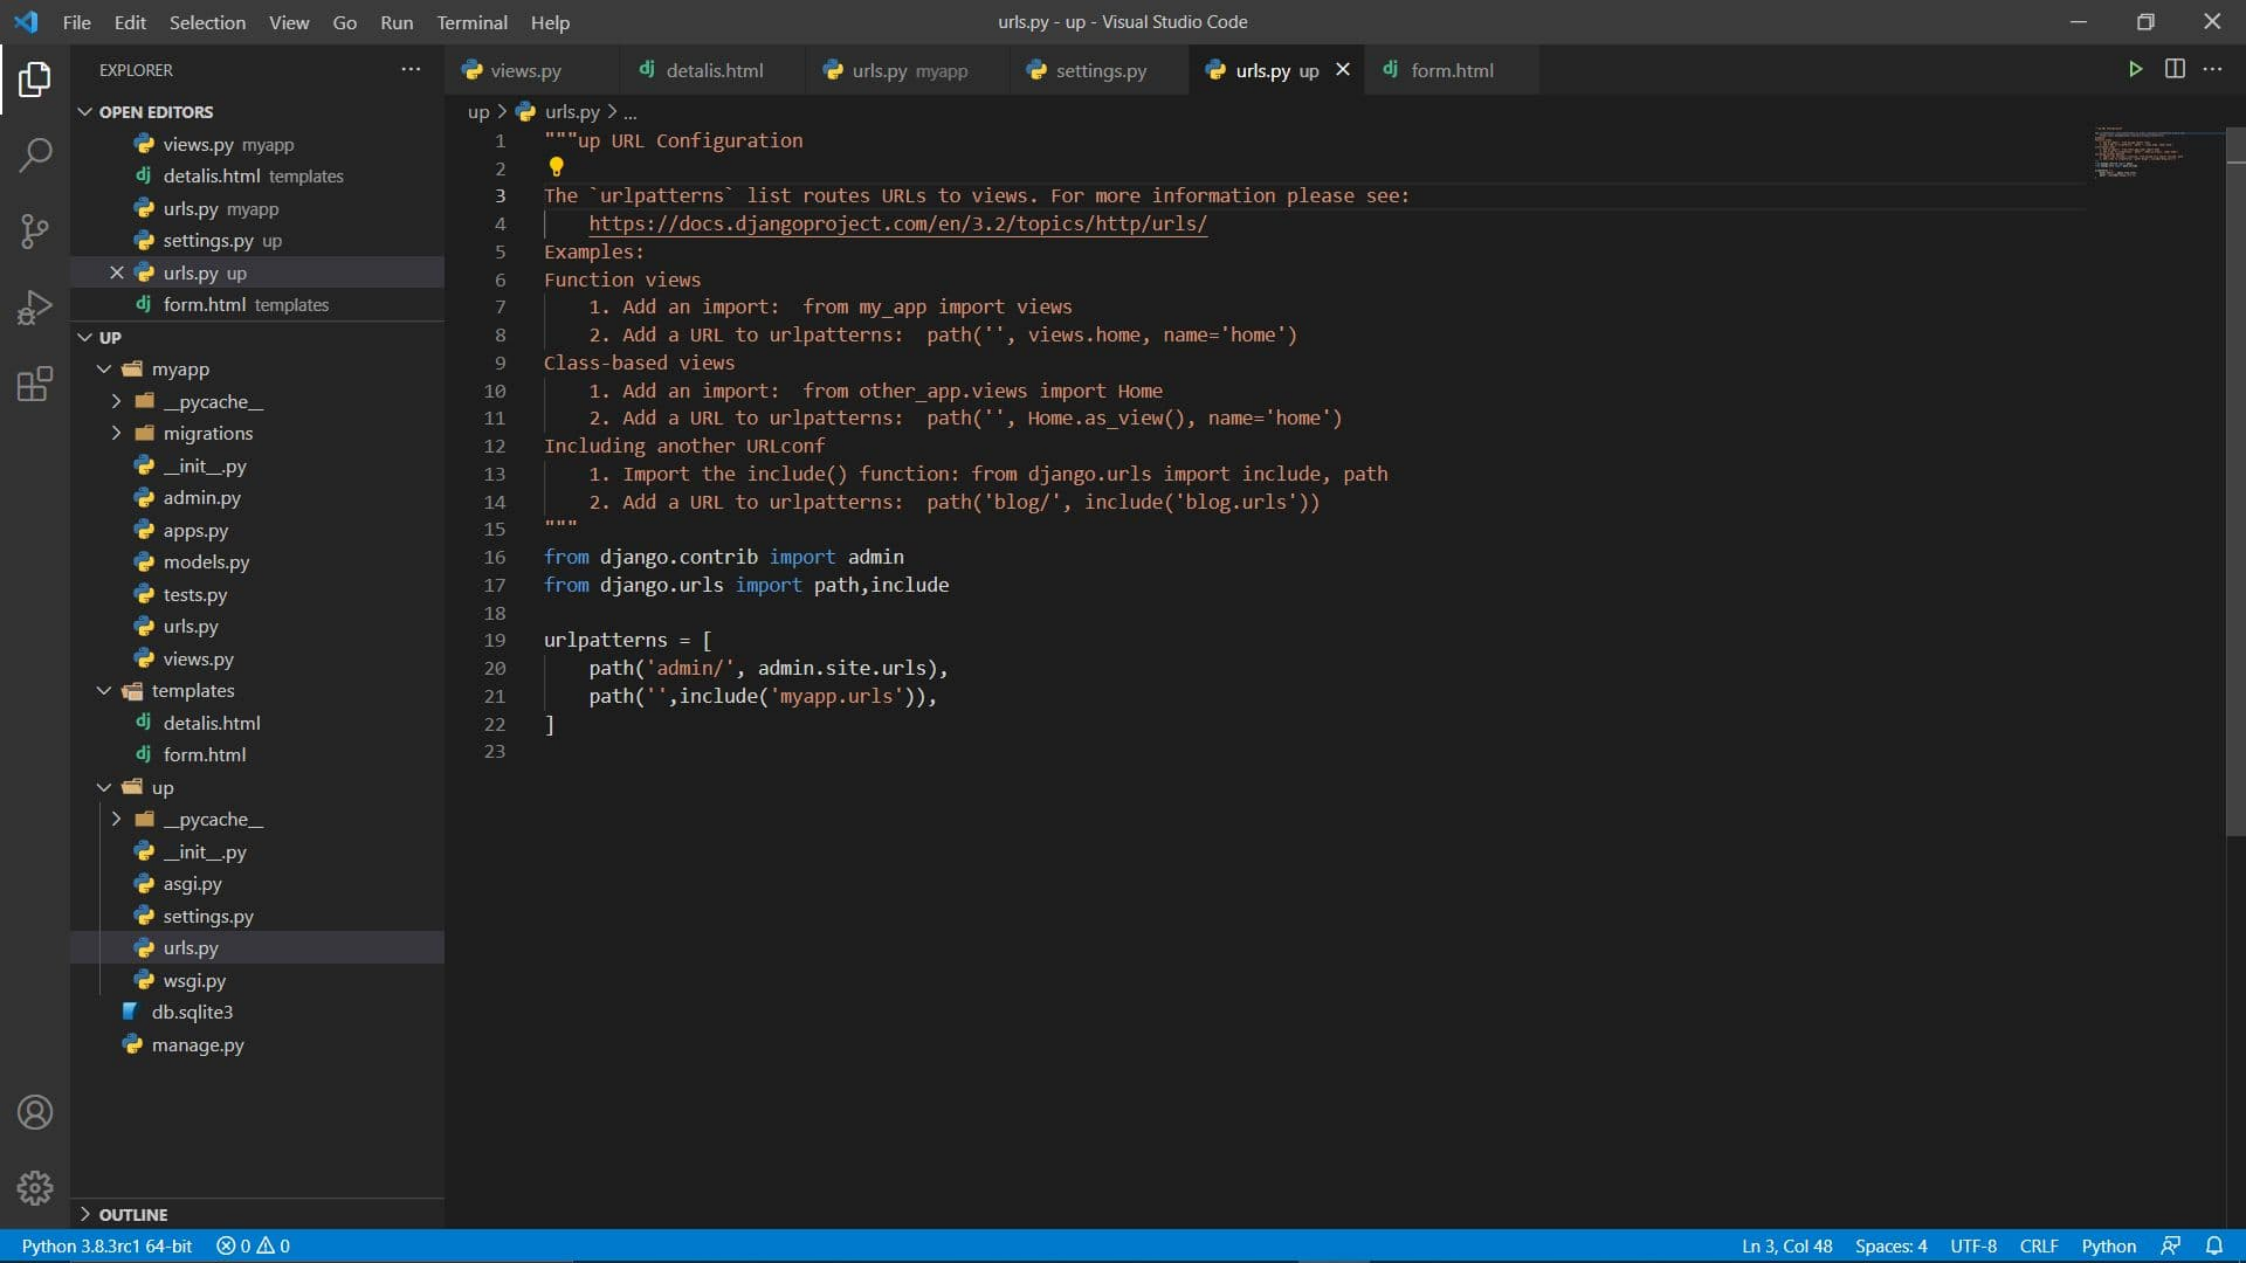 File Edit Selection View Go Run Terminal Help
urls.py - up - Visual Studio Code
EXPLORER
OPEN EDITORS
views.py myapp
detalis.html templates
urls.py myapp
settings.py up
urls.py up
form.html templates
UP
myapp
__pycache__
migrations
__init__.py
admin.py
apps.py
models.py
tests.py
urls.py
views.py
templates
detalis.html
form.html
up
__pycache__
__init__.py
asgi.py
settings.py
urls.py
wsgi.py
db.sqlite3
manage.py
OUTLINE
views.py detalis.html urls.py myapp settings.py urls.py up form.html
up > urls.py > ...
1 """up URL Configuration
2
3 The `urlpatterns` list routes URLs to views. For more information please see:
4 https://docs.djangoproject.com/en/3.2/topics/http/urls/
5 Examples:
6 Function views
7 1. Add an import:  from my_app import views
8 2. Add a URL to urlpatterns:  path('', views.home, name='home')
9 Class-based views
10 1. Add an import:  from other_app.views import Home
11 2. Add a URL to urlpatterns:  path('', Home.as_view(), name='home')
12 Including another URLconf
13 1. Import the include() function: from django.urls import include, path
14 2. Add a URL to urlpatterns:  path('blog/', include('blog.urls'))
15 """
16 from django.contrib import admin
17 from django.urls import path,include
18
19 urlpatterns = [
20 path('admin/', admin.site.urls),
21 path('',include('myapp.urls')),
22 ]
23
Python 3.8.3rc1 64-bit 0 0 Ln 3, Col 48 Spaces: 4 UTF-8 CRLF Python